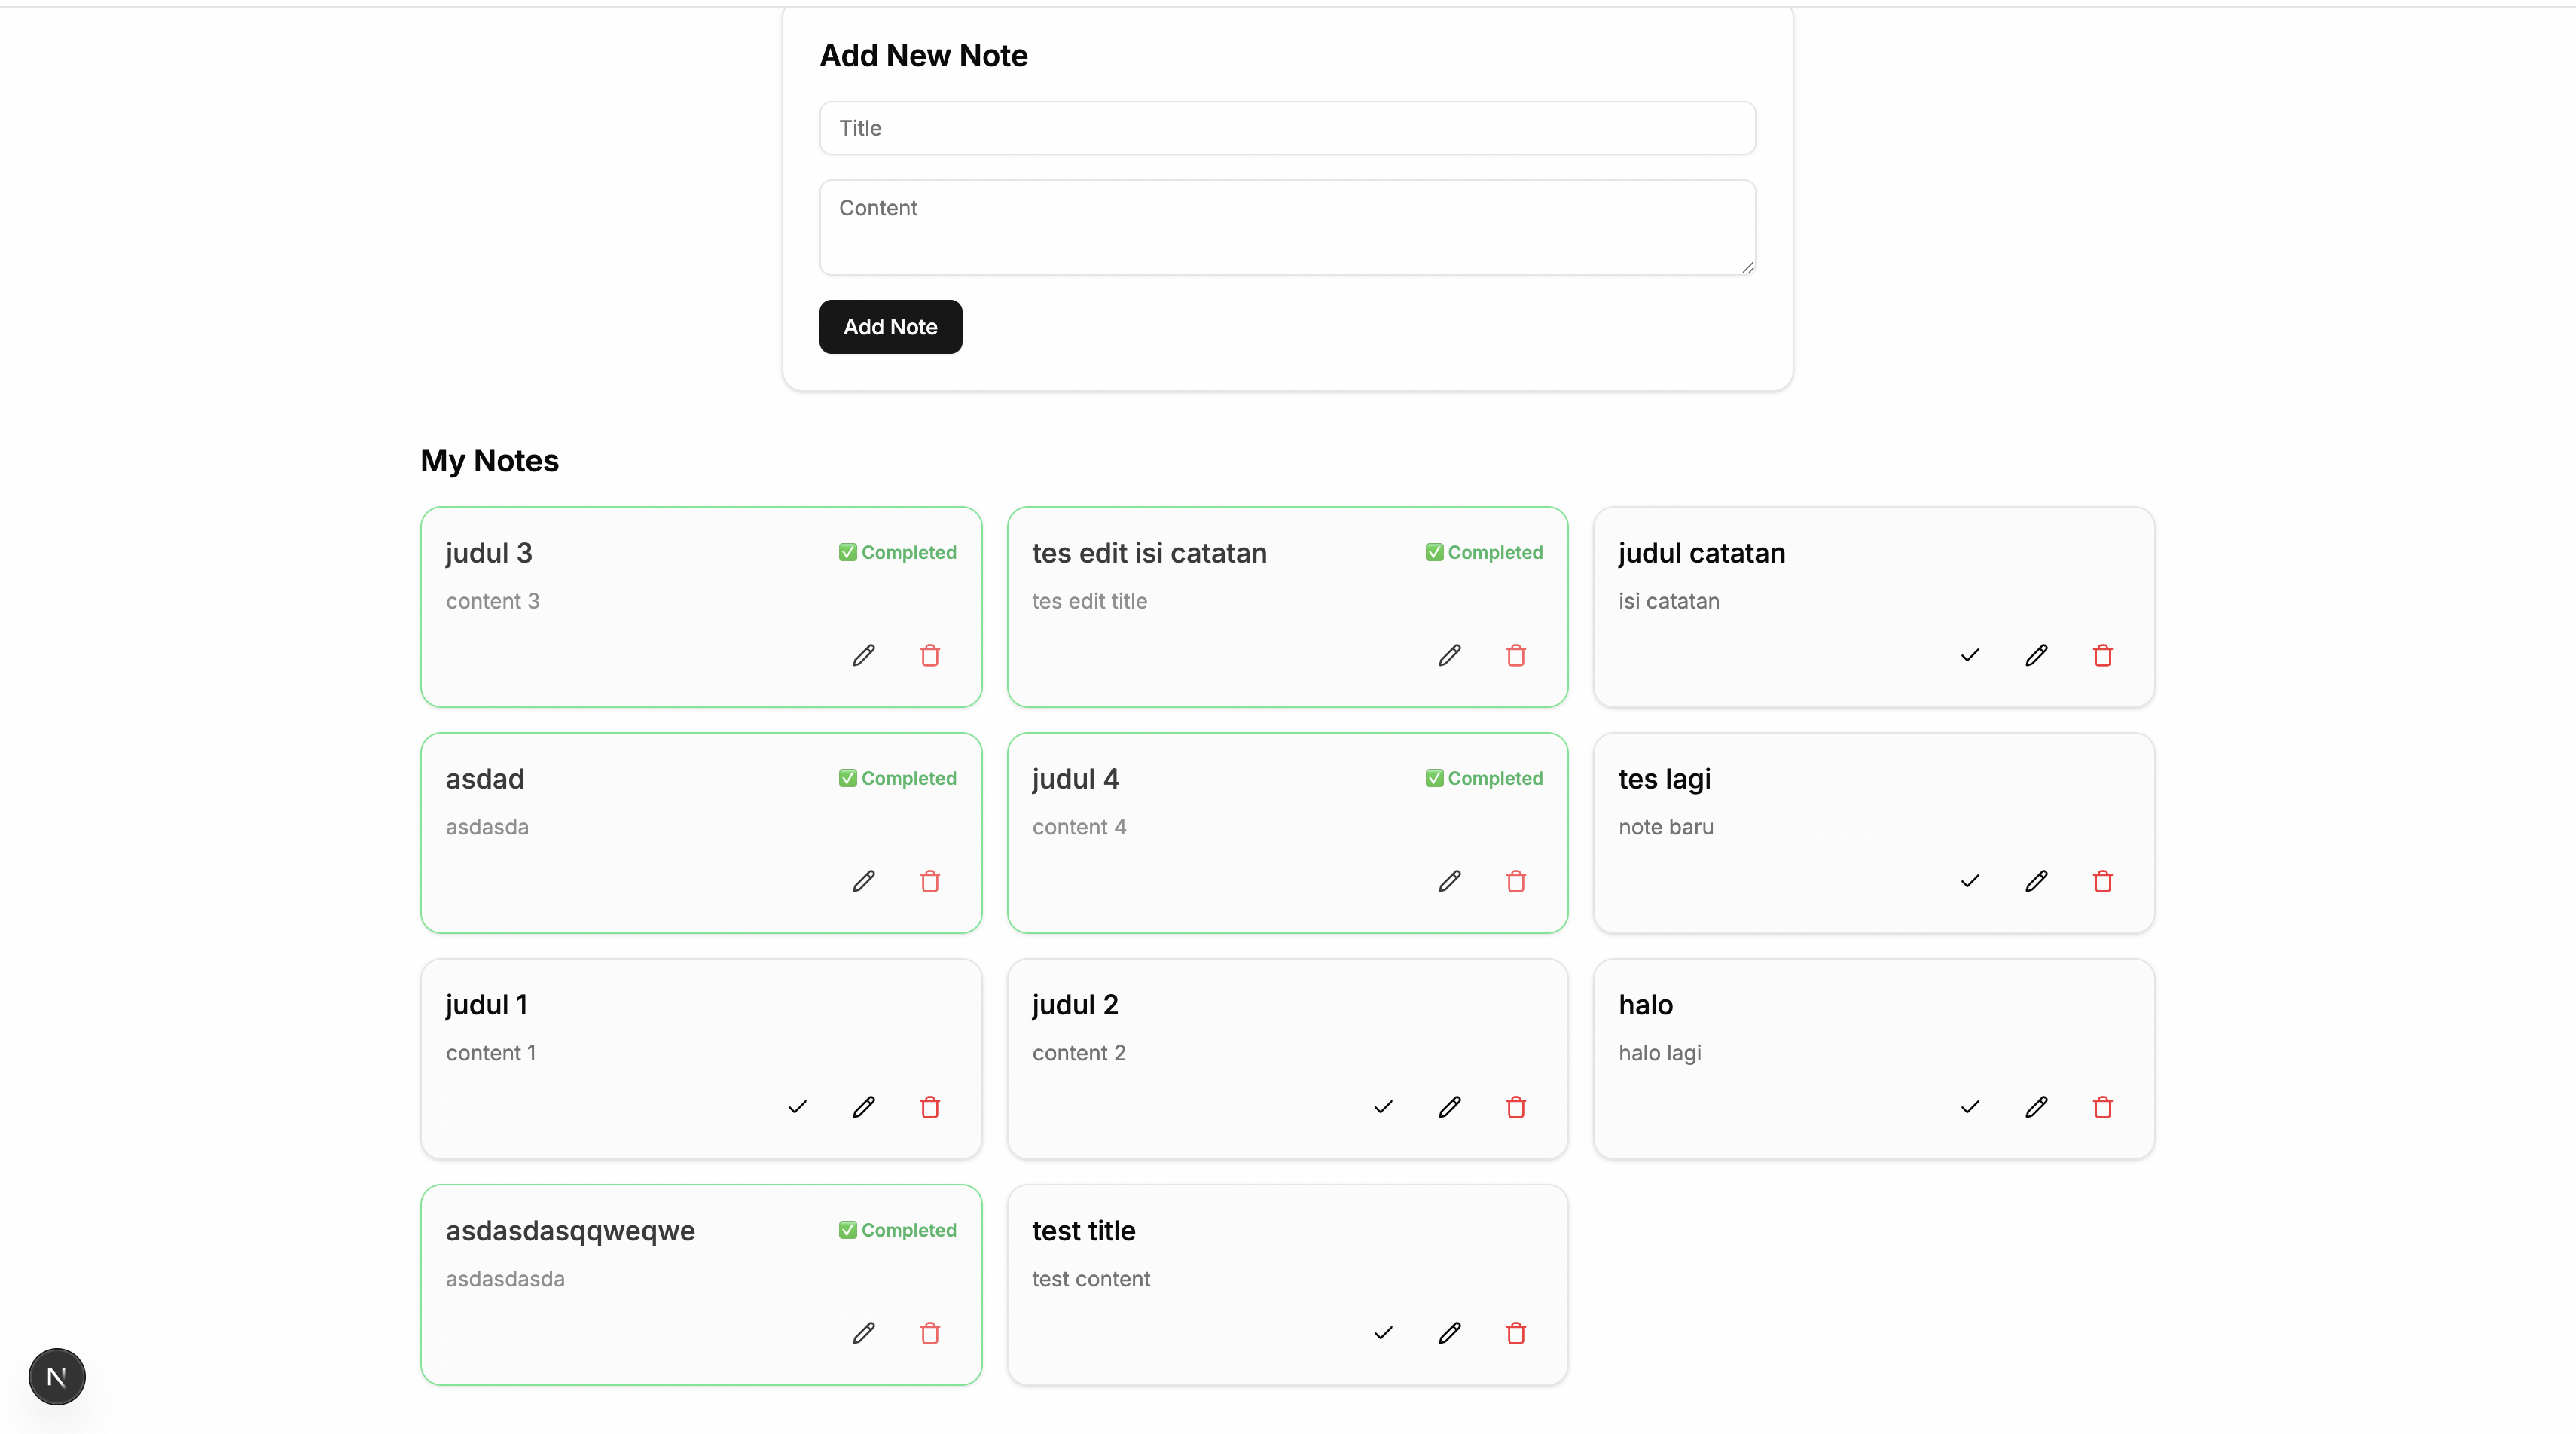 Add New Note
Title
Content
Add Note
My Notes
judul 3
✅ Completed
content 3
tes edit isi catatan
✅ Completed
tes edit title
judul catatan
isi catatan
asdad
✅ Completed
asdasda
judul 4
✅ Completed
content 4
tes lagi
note baru
judul 1
content 1
judul 2
content 2
halo
halo lagi
asdasdasqqweqwe
✅ Completed
asdasdasda
test title
test content
N